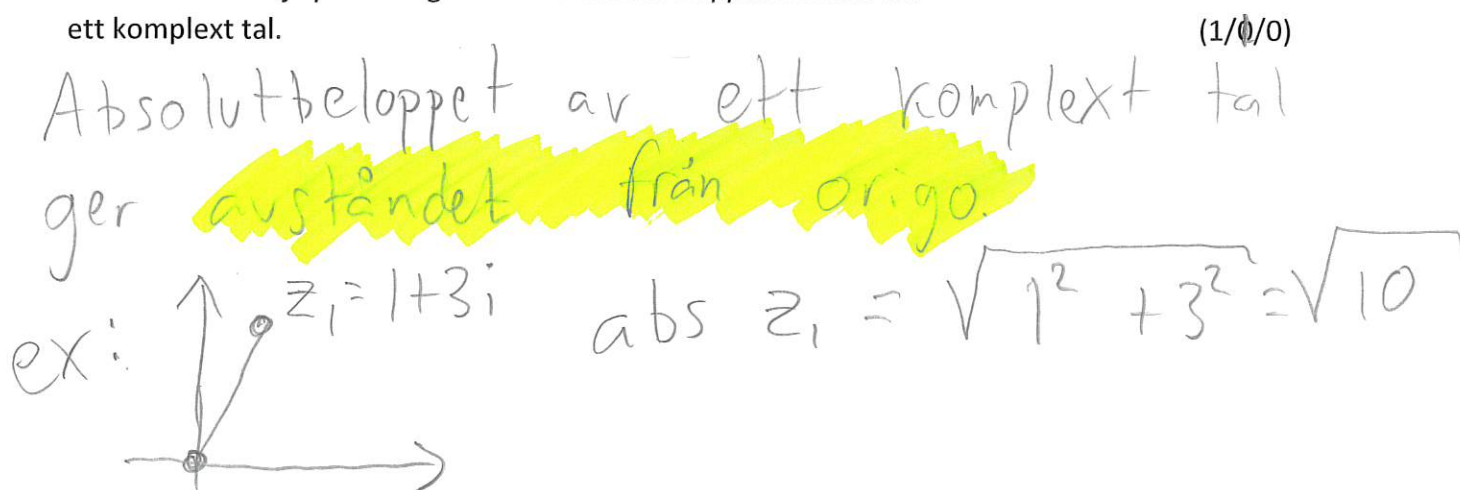 ett komplext tal. (1/0/0)
Absolutbeloppet av ett komplext tal
ger avståndet från origo.
ex: z₁=1+3i abs z₁ = √(1² +3²) = √10